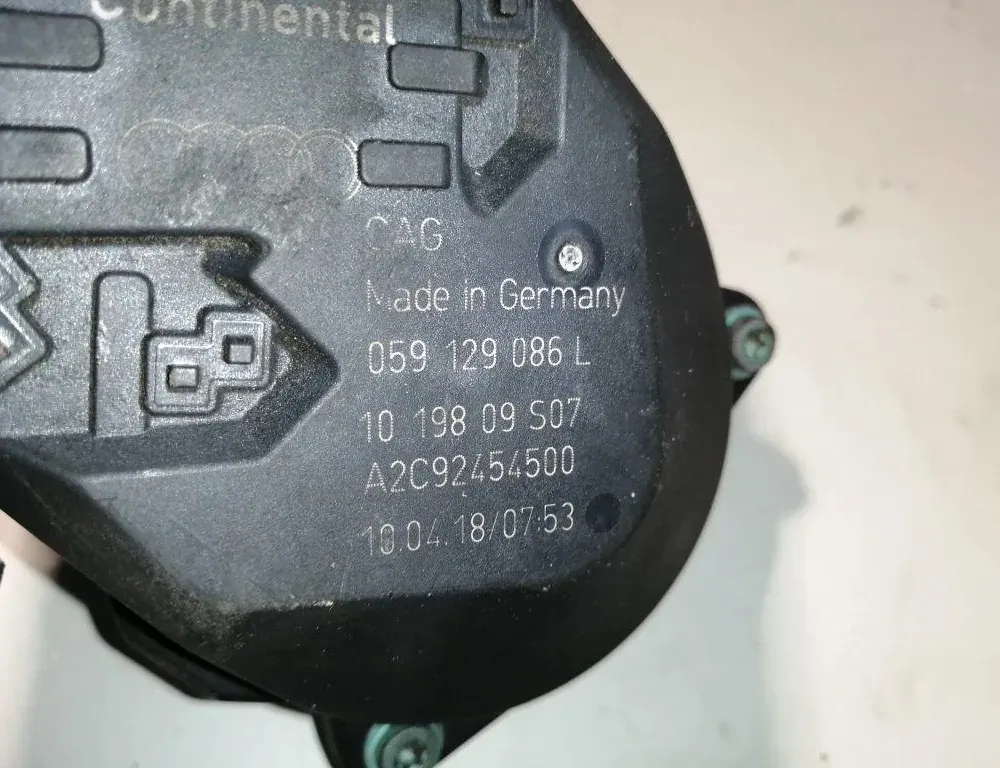 Continental
CAG
Made in Germany
059 129 086 L
10 198 09 S07
A2C92454500
10.04.18/07:53